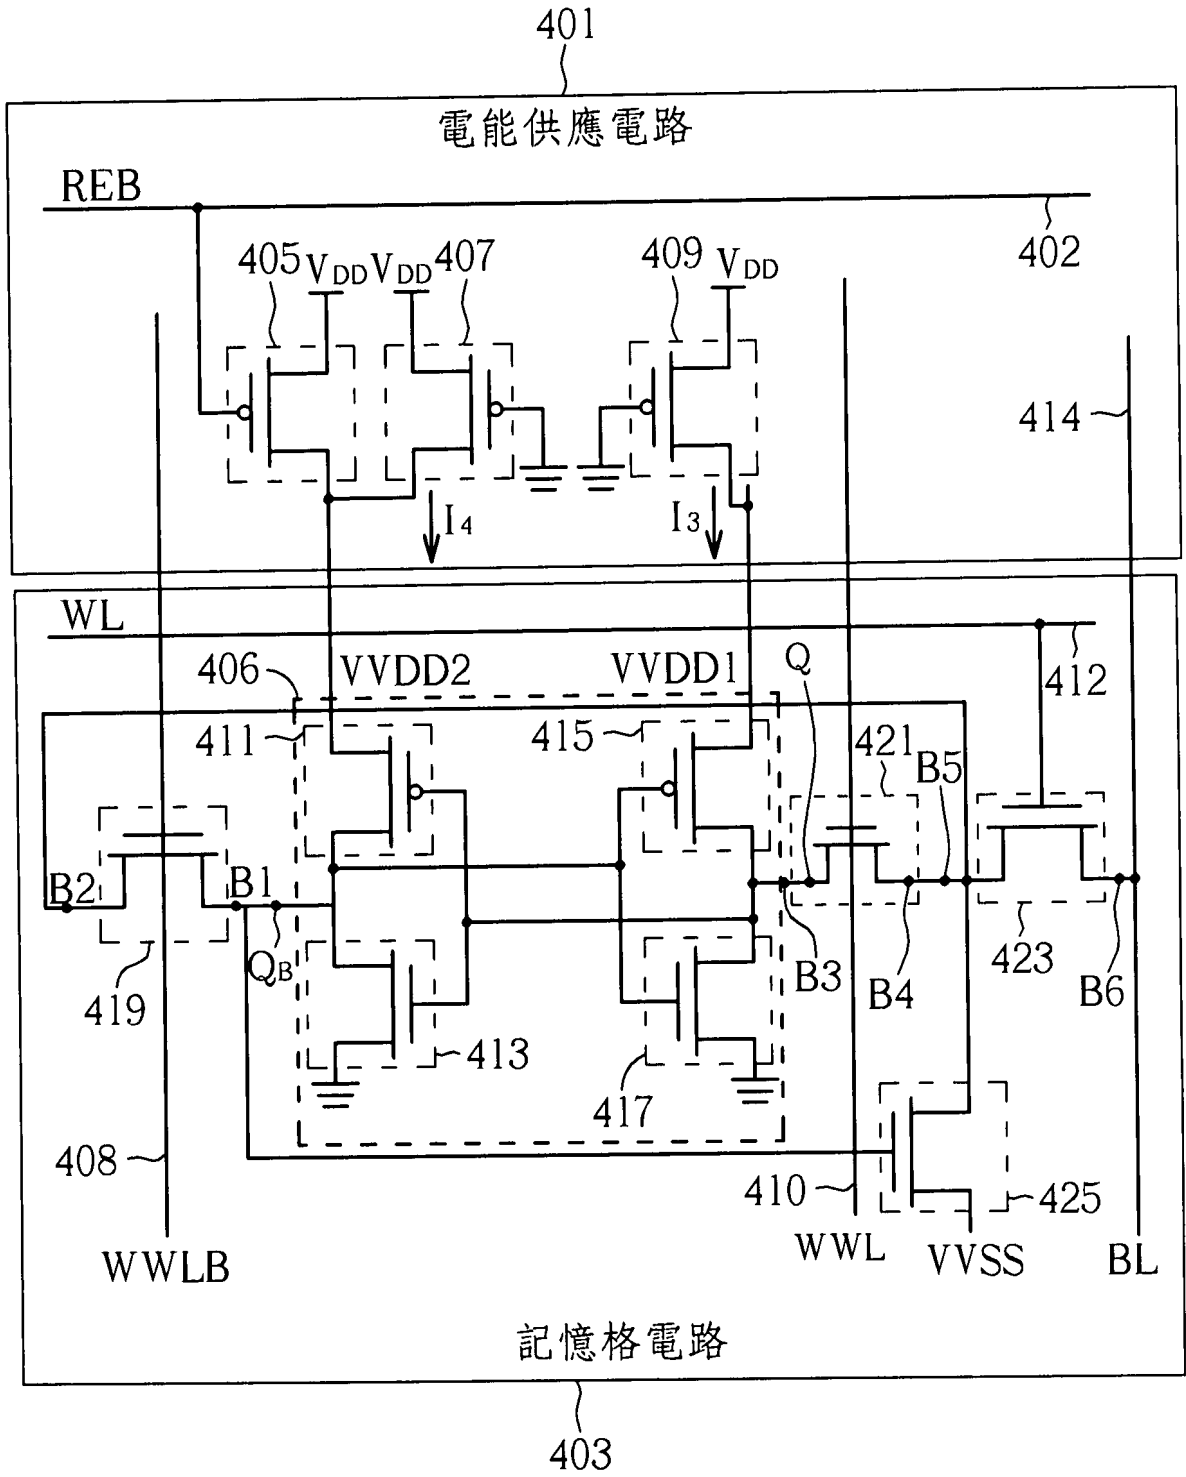 401
電能供應電路
REB
402
405
VDD
VDD
407
409
VDD
414
I4
I3
WL
412
406
VVDD2
VVDD1
Q
411
415
421
B5
B2
B1
QB
B3
B4
423
B6
419
413
417
408
410
425
WWLB
WWL
VVSS
BL
記憶格電路
403